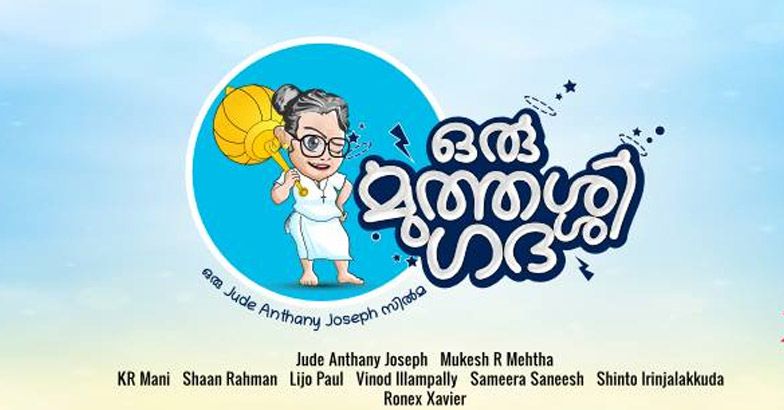 ഒരു
മുത്തശ്ശി
ഗദ
ഒരു Jude Anthany Joseph സിൽമ
Jude Anthany Joseph Mukesh R Mehtha
KR Mani Shaan Rahman Lijo Paul Vinod Illampally Sameera Saneesh Shinto Irinjalakkuda
Ronex Xavier